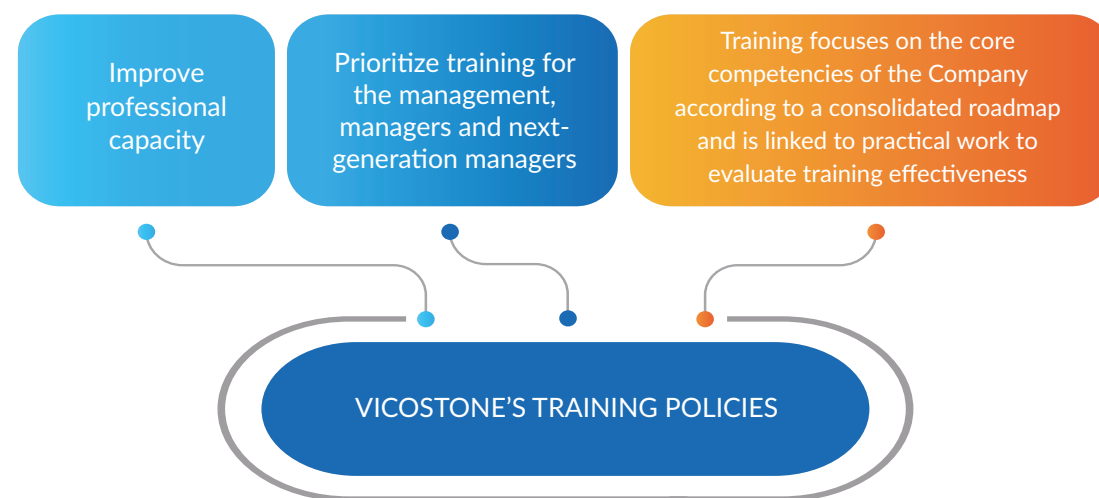 Improve
professional
capacity
Prioritize training for
the management,
managers and next-
generation managers
Training focuses on the core
competencies of the Company
according to a consolidated roadmap
and is linked to practical work to
evaluate training effectiveness
VICOSTONE’S TRAINING POLICIES